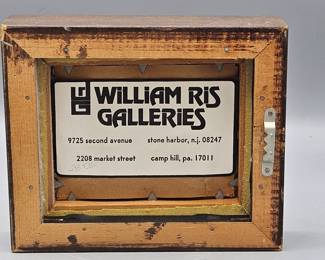 WILLIAM RIS
GALLERIES
9725 second avenue stone harbor, n.j. 08247
2208 market street camp hill, pa. 17011